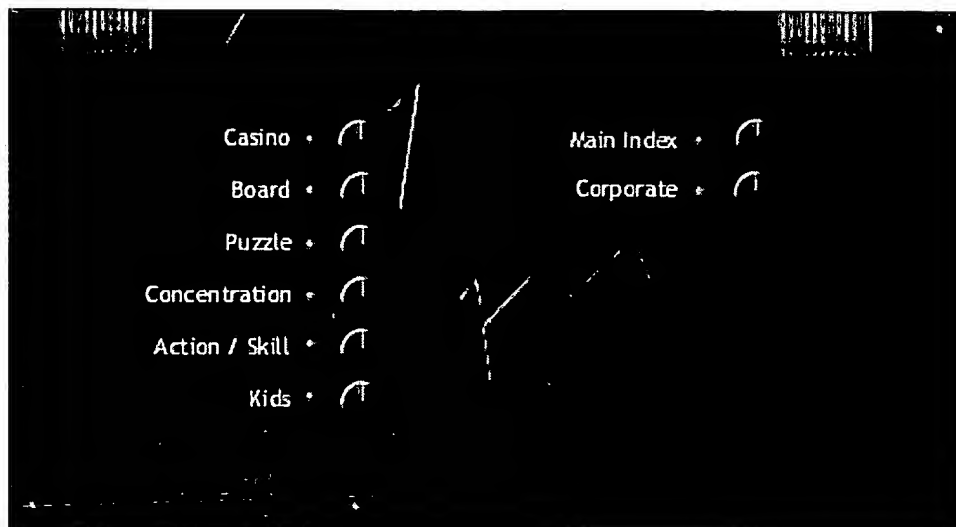 Casino
Board
Puzzle
Concentration
Action / Skill
Kids
Main Index
Corporate